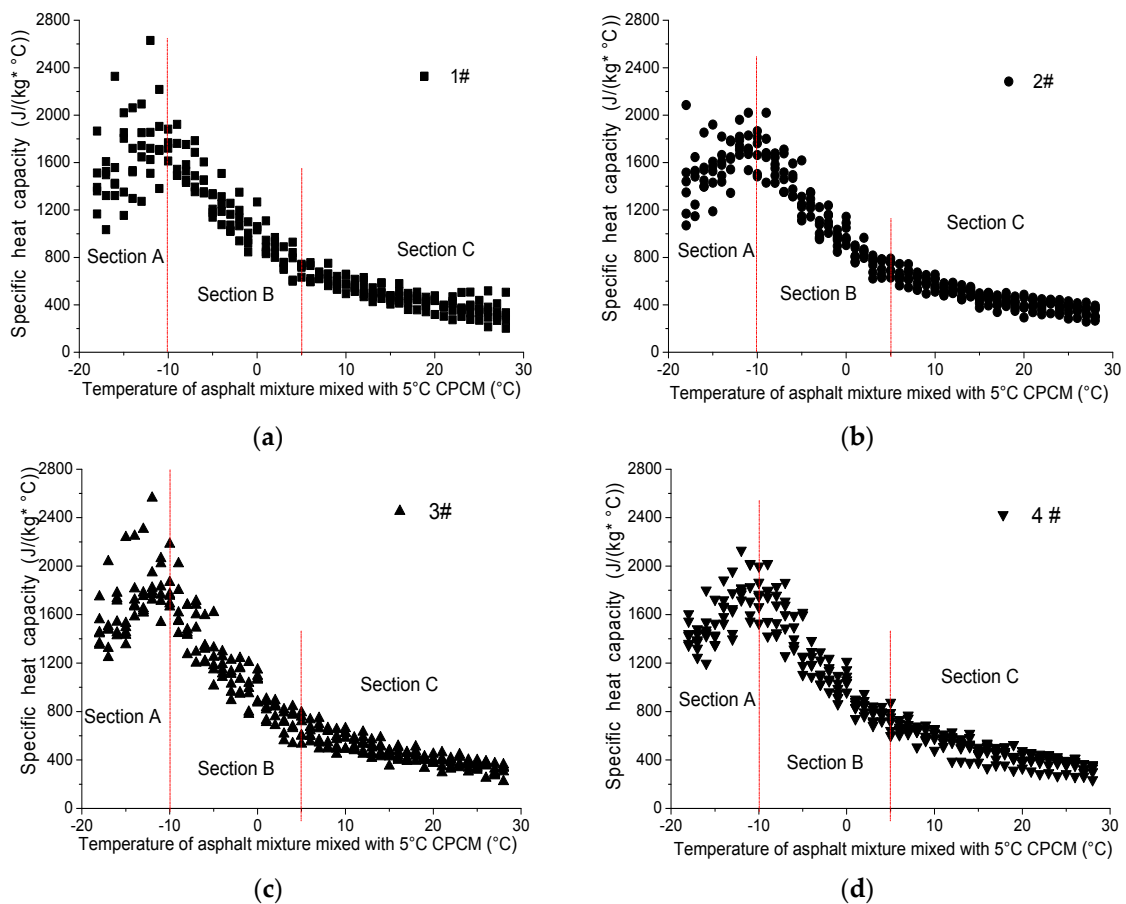 2800
2400
2000
1600
1200
800
400
0
Specific heat capacity (J/(kg* °C))
1#
Section A
Section B
Section C
-20 -10 0 10 20 30
Temperature of asphalt mixture mixed with 5°C CPCM (°C)
(a)
2800
2400
2000
1600
1200
800
400
0
Specific heat capacity (J/(kg* °C))
2#
Section A
Section B
Section C
-20 -10 0 10 20 30
Temperature of asphalt mixture mixed with 5°C CPCM (°C)
(b)
2800
2400
2000
1600
1200
800
400
0
Specific heat capacity (J/(kg* °C))
3#
Section C
Section A
Section B
-20 -10 0 10 20 30
Temperature of asphalt mixture mixed with 5°C CPCM (°C)
(c)
2800
2400
2000
1600
1200
800
400
0
Specific heat capacity (J/(kg* °C))
4 #
Section C
Section A
Section B
-20 -10 0 10 20 30
Temperature of asphalt mixture mixed with 5°C CPCM (°C)
(d)